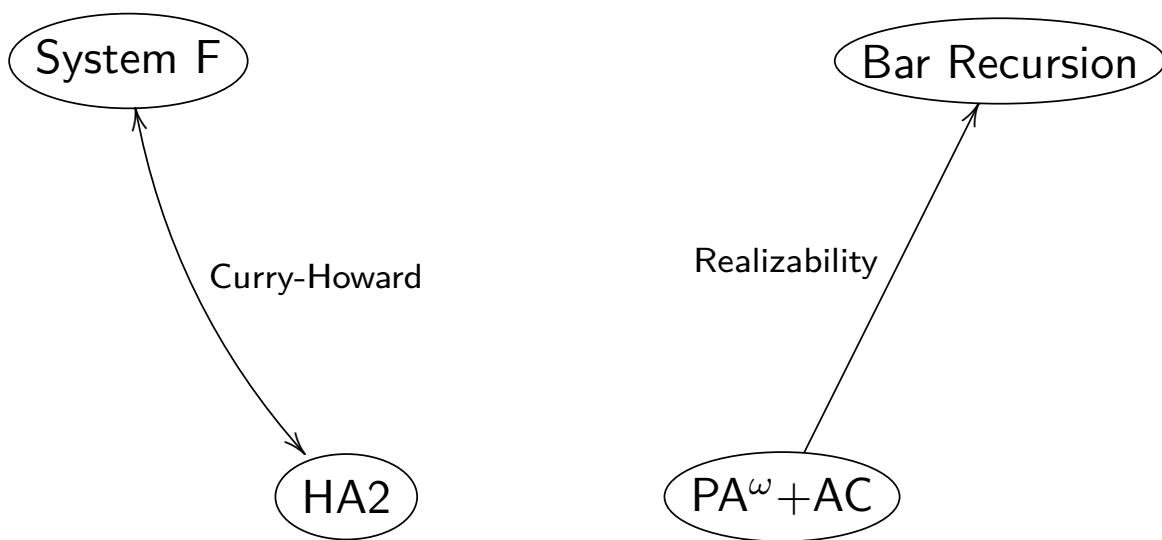 System F
Bar Recursion
Curry-Howard
Realizability
HA2
PA^ω+AC